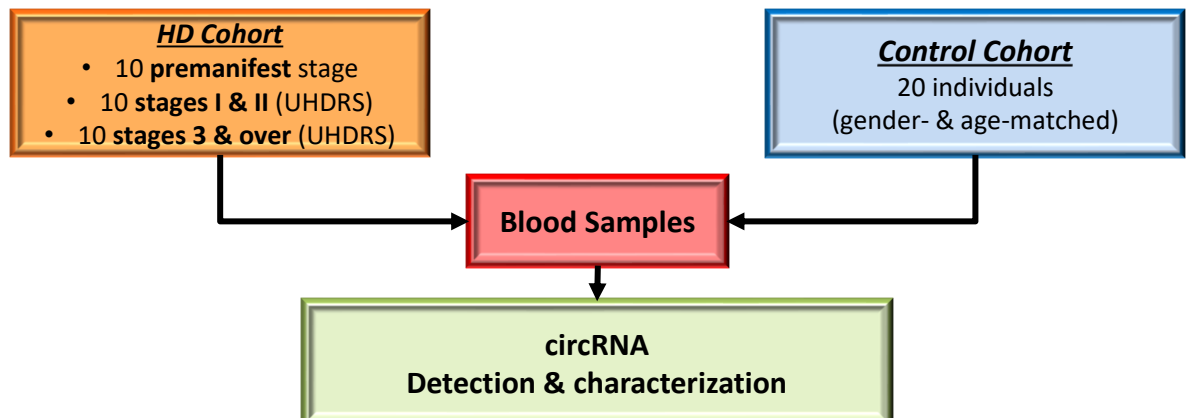 HD Cohort
• 10 premanifest stage
• 10 stages I & II (UHDRS)
• 10 stages 3 & over (UHDRS)
Control Cohort
20 individuals
(gender- & age-matched)
Blood Samples
circRNA
Detection & characterization